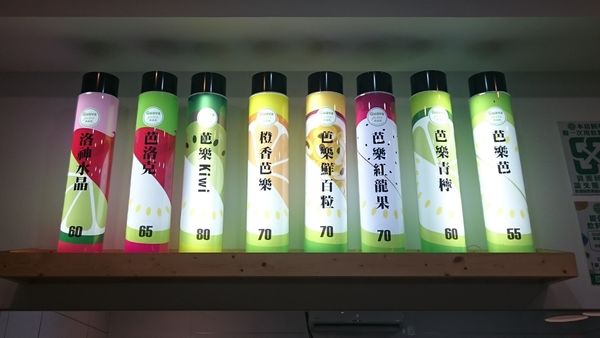 洛神水晶
60
芭洛克
65
芭樂Kiwi
80
橙香芭樂
70
芭樂鮮百粒
70
芭樂紅龍果
70
芭樂青檸
60
芭樂芭
55
Guava